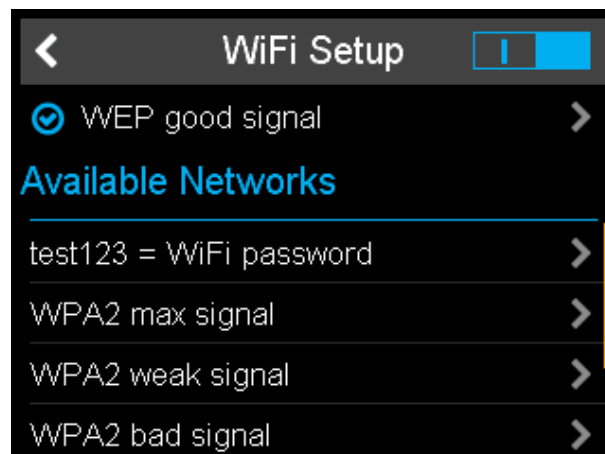 WiFi Setup
WEP good signal
Available Networks
test123 = WiFi password
WPA2 max signal
WPA2 weak signal
WPA2 bad signal